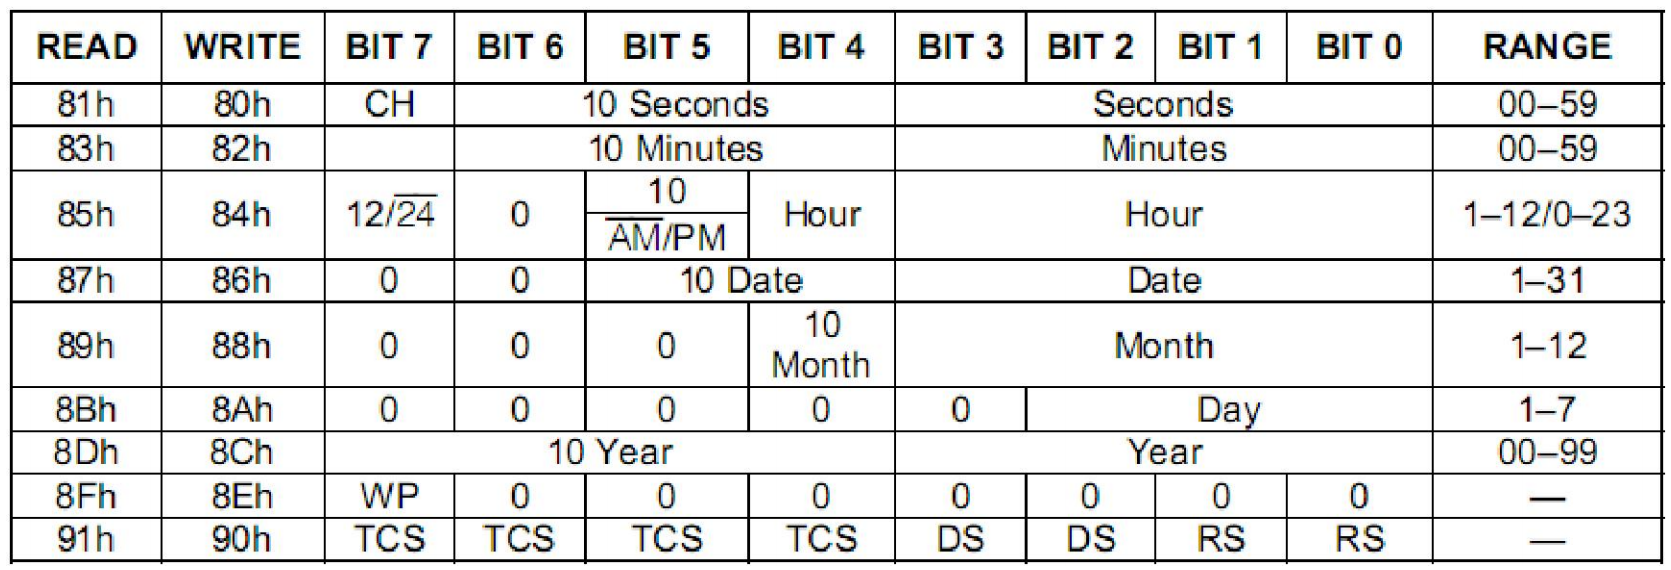 READ WRITE BIT 7 BIT 6 BIT 5 BIT 4 BIT 3 BIT 2 BIT 1 BIT 0 RANGE
81h 80h CH 10 Seconds Seconds 00–59
83h 82h 10 Minutes Minutes 00–59
85h 84h 12/2̅4̅ 0 10 Hour Hour 1–12/0–23
A̅M̅/PM
87h 86h 0 0 10 Date Date 1–31
89h 88h 0 0 0 10 Month Month 1–12
8Bh 8Ah 0 0 0 0 0 Day 1–7
8Dh 8Ch 10 Year Year 00–99
8Fh 8Eh WP 0 0 0 0 0 0 0 —
91h 90h TCS TCS TCS TCS DS DS RS RS —